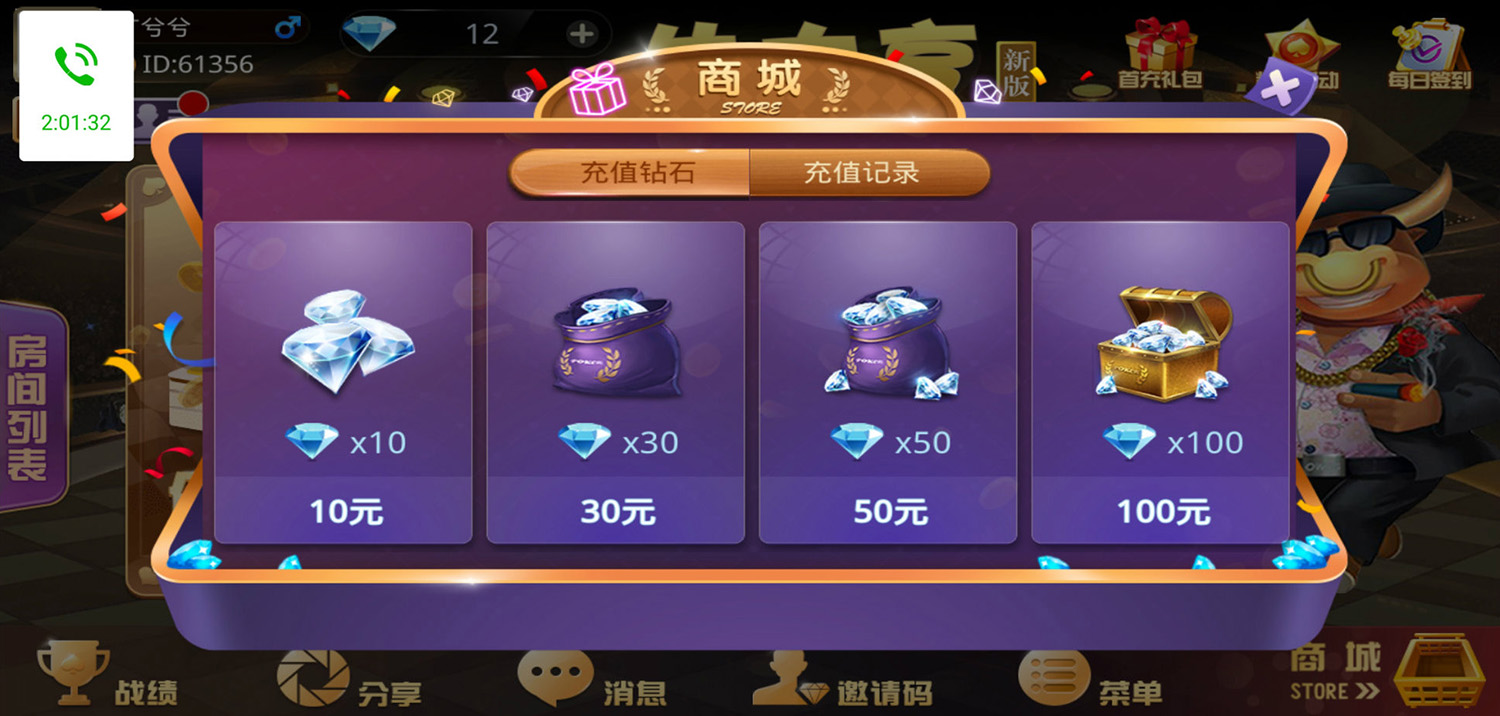 兮兮
12
ID:61356
2:01:32
新版
首充礼包
动
每日签到
商城
STORE
充值钻石
充值记录
房间列表
x10
x30
x50
x100
10元
30元
50元
100元
战绩
分享
消息
邀请码
菜单
商城
STORE